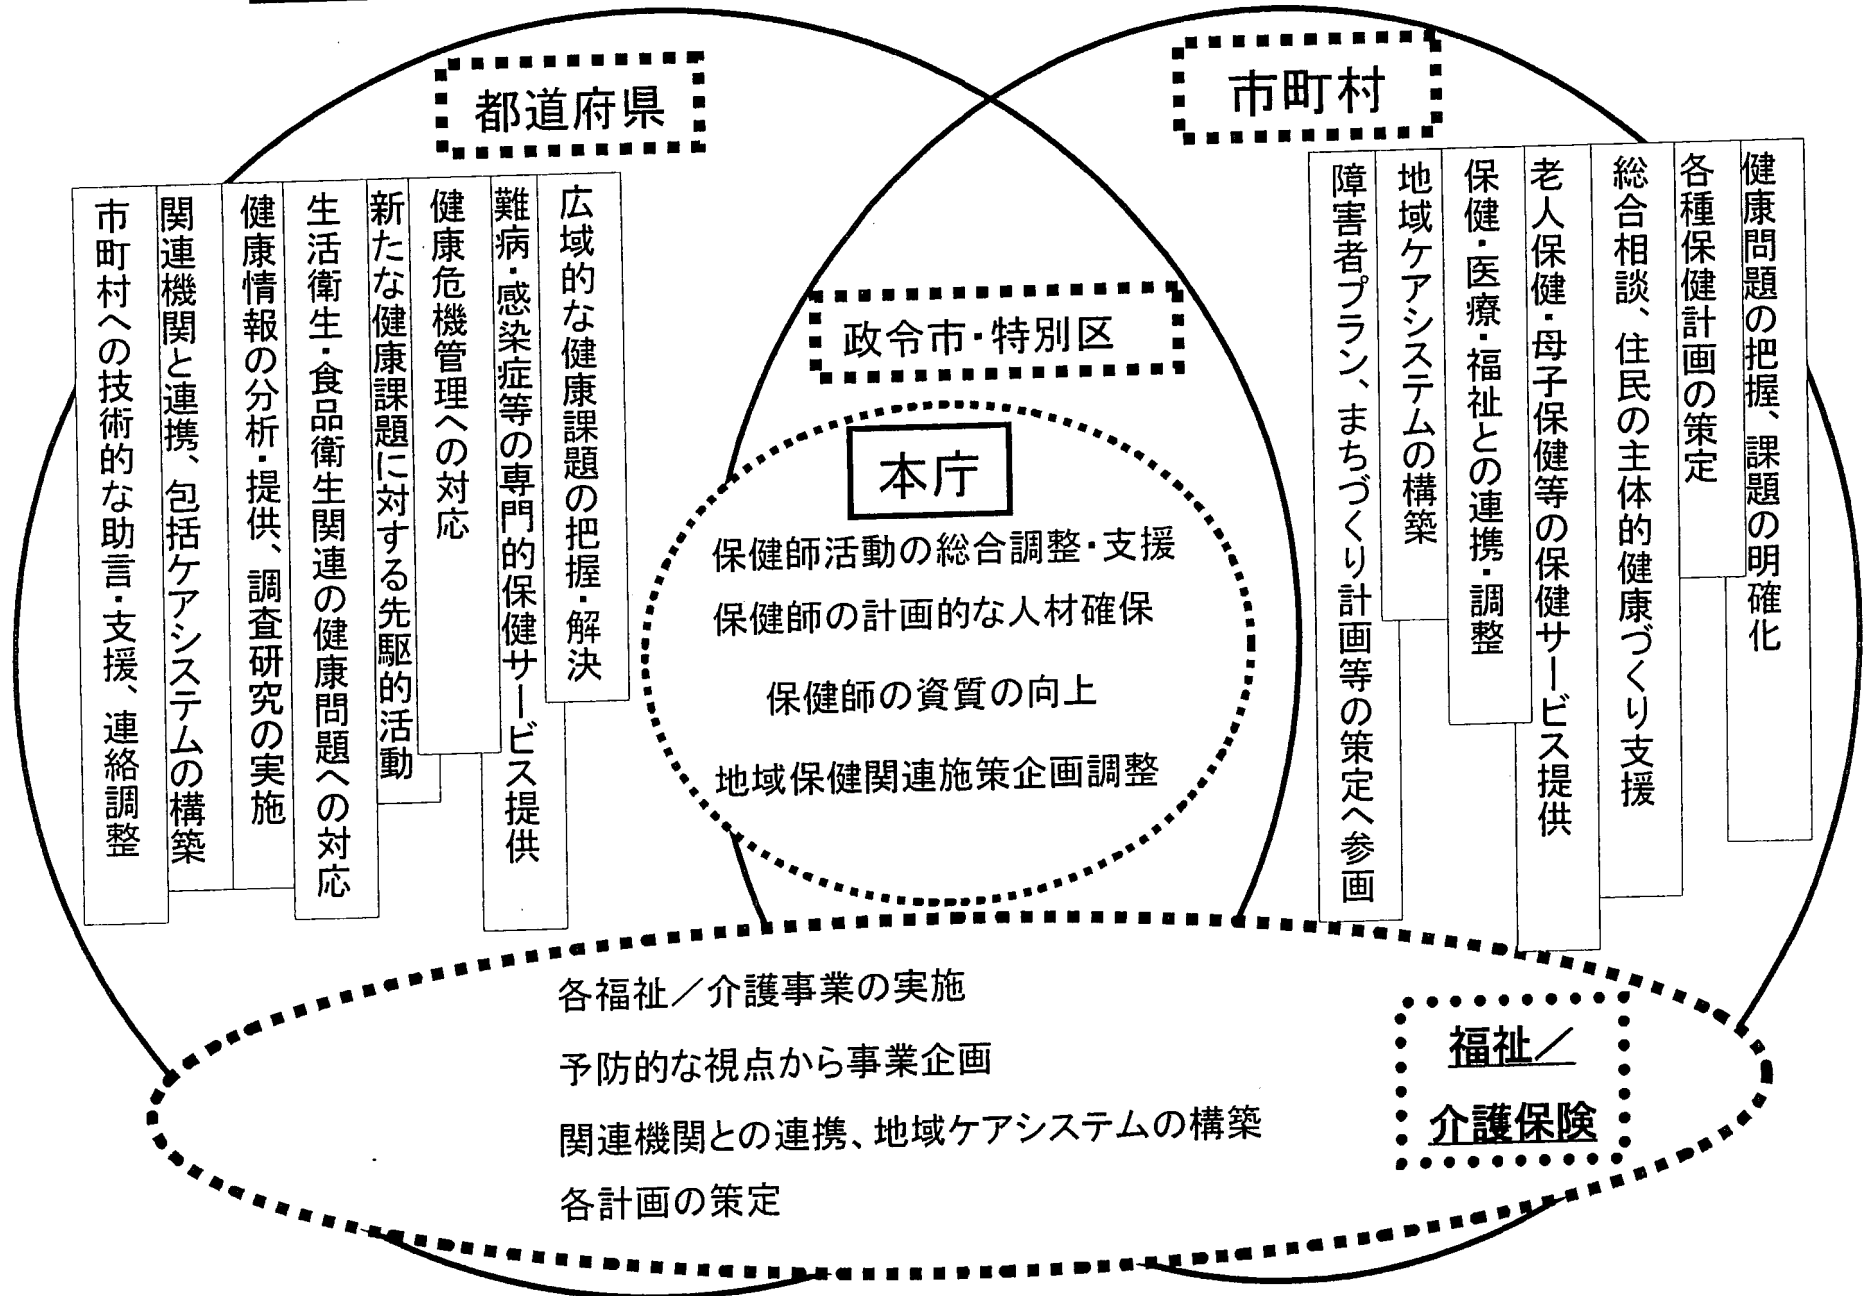 都道府県
市町村
広域的な健康課題の把握・解決
難病・感染症等の専門的保健サービス提供
健康危機管理への対応
新たな健康課題に対する先駆的活動
生活衛生・食品衛生関連の健康問題への対応
健康情報の分析・提供、調査研究の実施
関連機関と連携、包括ケアシステムの構築
市町村への技術的な助言・支援、連絡調整
健康問題の把握、課題の明確化
各種保健計画の策定
総合相談、住民の主体的健康づくり支援
老人保健・母子保健等の保健サービス提供
保健・医療・福祉との連携・調整
地域ケアシステムの構築
障害者プラン、まちづくり計画等の策定へ参画
政令市・特別区
本庁
保健師活動の総合調整・支援
保健師の計画的な人材確保
保健師の資質の向上
地域保健関連施策企画調整
各福祉／介護事業の実施
予防的な視点から事業企画
関連機関との連携、地域ケアシステムの構築
各計画の策定
福祉／
介護保険